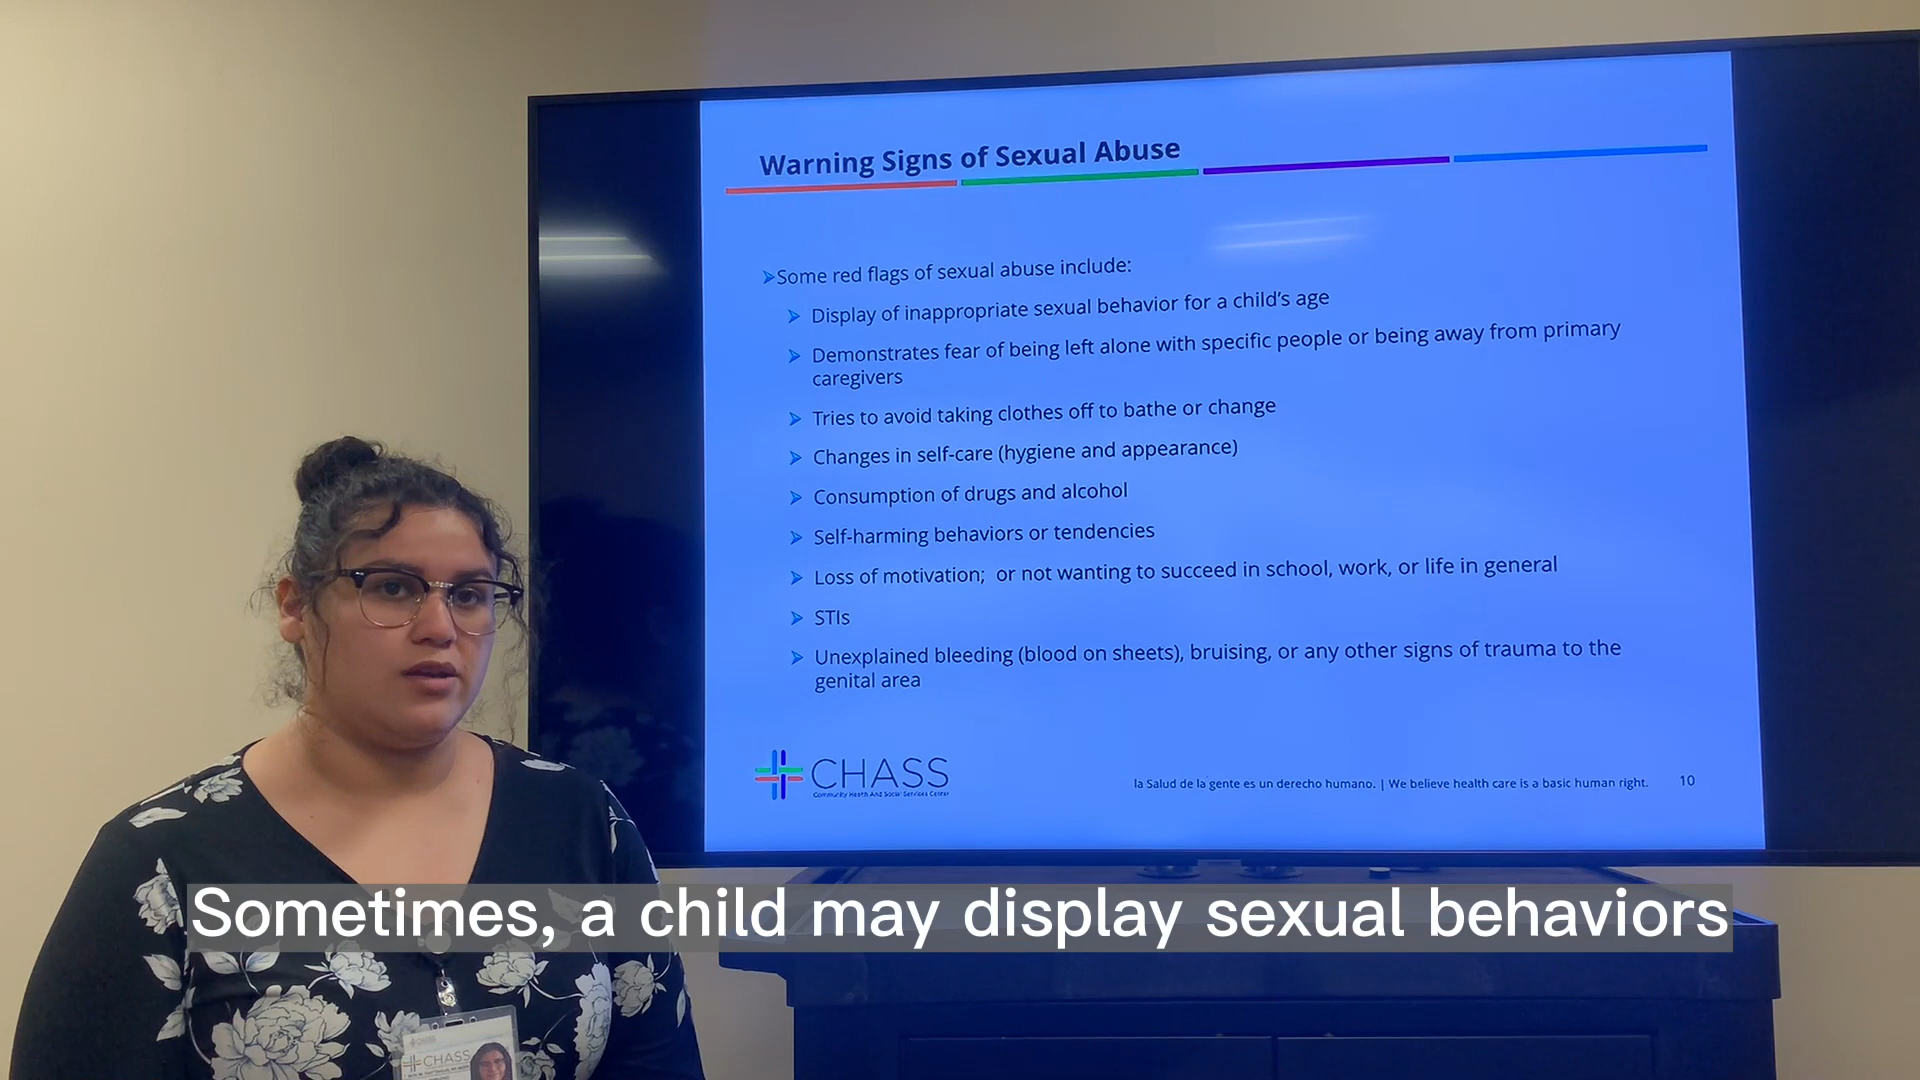 Warning Signs of Sexual Abuse
➢Some red flags of sexual abuse include:
➢ Display of inappropriate sexual behavior for a child's age
➢ Demonstrates fear of being left alone with specific people or being away from primary
caregivers
➢ Tries to avoid taking clothes off to bathe or change
➢ Changes in self-care (hygiene and appearance)
➢ Consumption of drugs and alcohol
➢ Self-harming behaviors or tendencies
➢ Loss of motivation; or not wanting to succeed in school, work, or life in general
➢ STIs
➢ Unexplained bleeding (blood on sheets), bruising, or any other signs of trauma to the
genital area
CHASS
Community Health And Social Services Center
la Salud de la gente es un derecho humano. | We believe health care is a basic human right. 10
Sometimes, a child may display sexual behaviors
CHASS